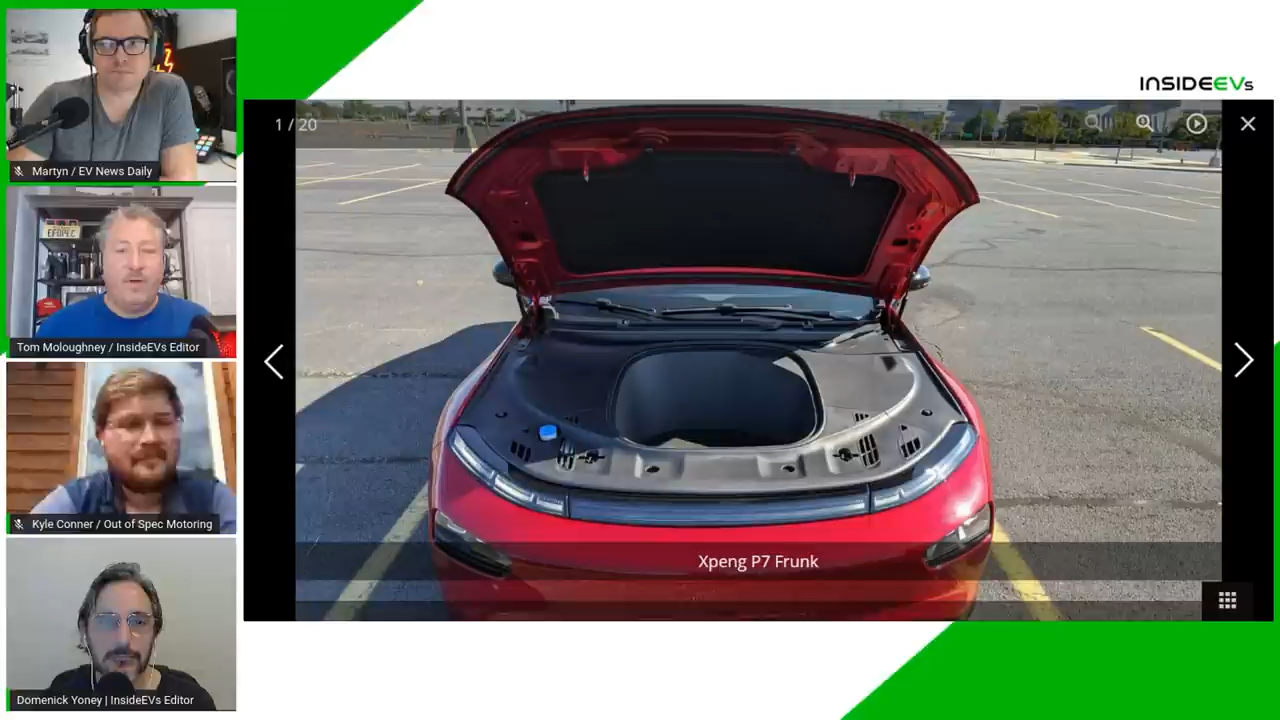 INSIDEEVs
1 / 20
Martyn / EV News Daily
EFD14.C
Tom Moloughney / InsideEVs Editor
Kyle Conner / Out of Spec Motoring
Xpeng P7 Frunk
Domenick Yoney | InsideEVs Editor